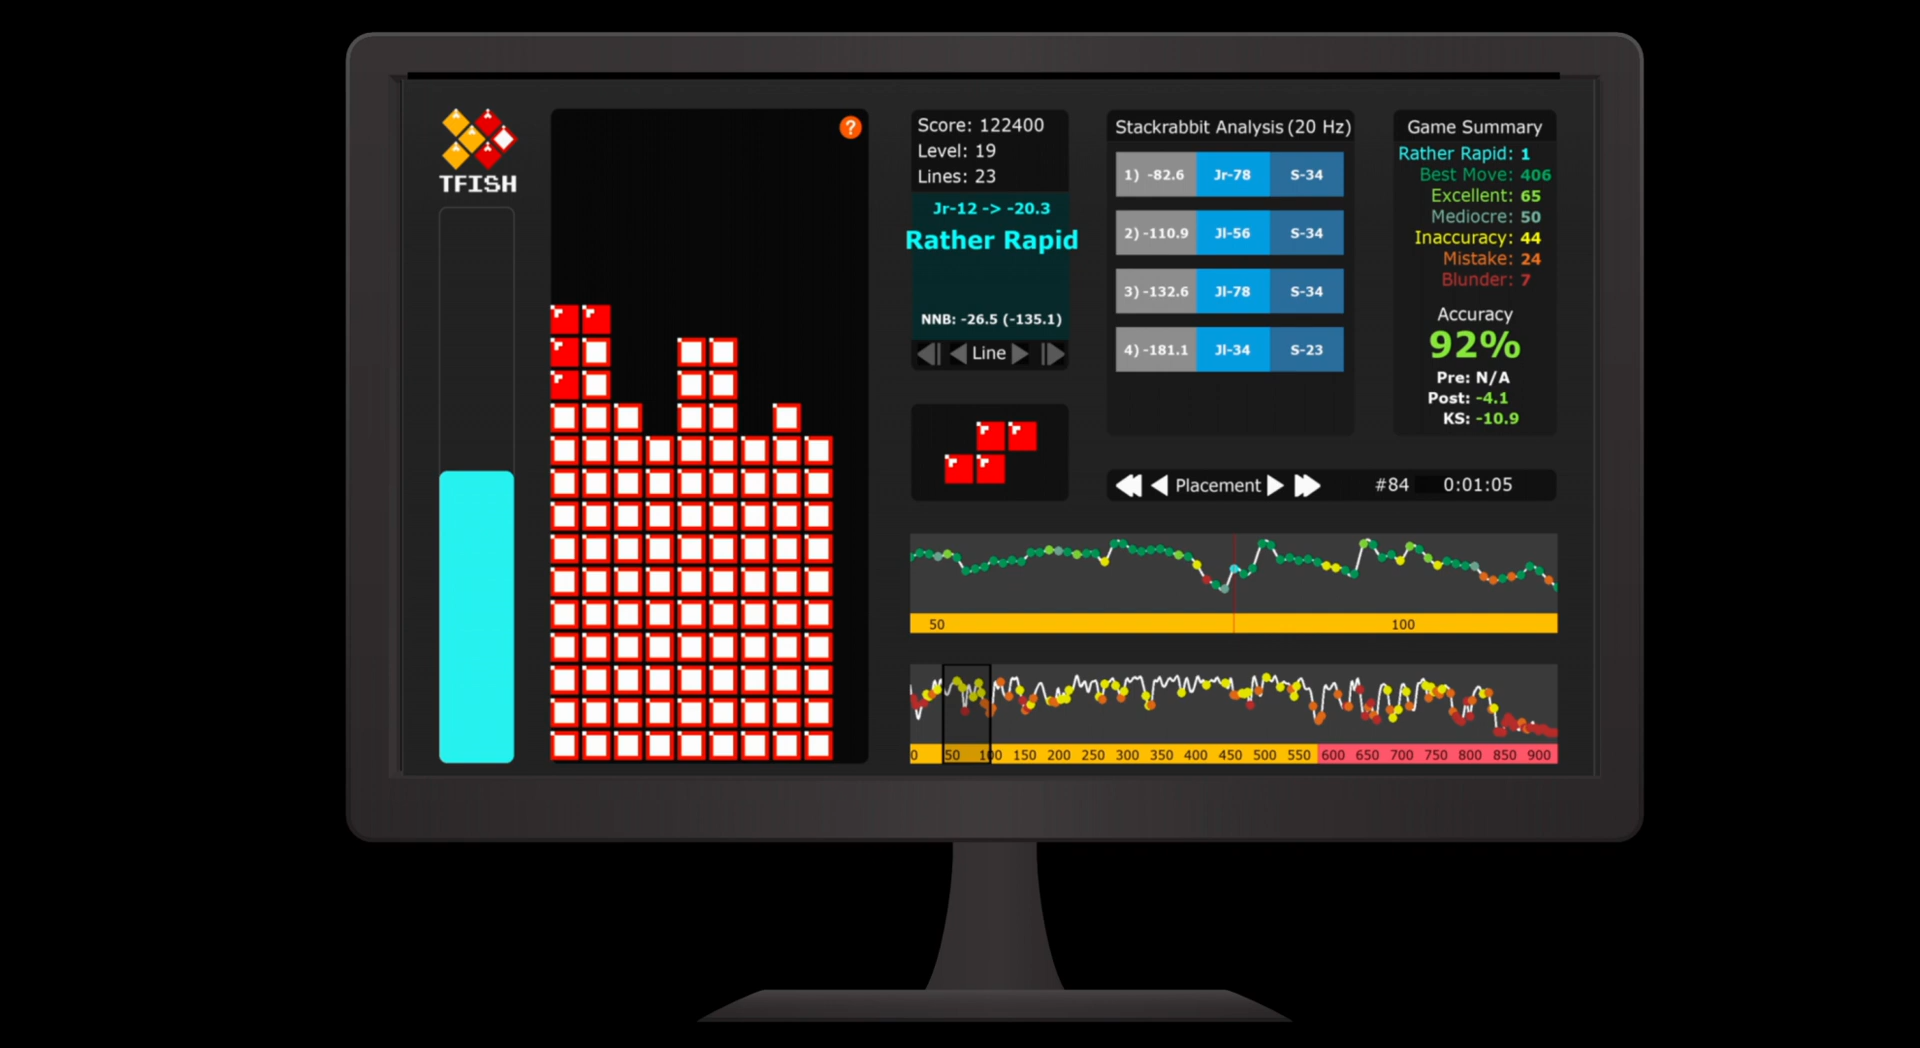 TFISH
?
Score: 122400
Level: 19
Lines: 23
Jr-12 -> -20.3
Rather Rapid
NNB: -26.5 (-135.1)
Line
Stackrabbit Analysis (20 Hz)
1) -82.6 Jr-78 S-34
2) -110.9 Jl-56 S-34
3) -132.6 Jl-78 S-34
4) -181.1 Jl-34 S-23
Game Summary
Rather Rapid: 1
Best Move: 406
Excellent: 65
Mediocre: 50
Inaccuracy: 44
Mistake: 24
Blunder: 7
Accuracy
92%
Pre: N/A
Post: -4.1
KS: -10.9
Placement #84 0:01:05
50 100
0 50 100 150 200 250 300 350 400 450 500 550 600 650 700 750 800 850 900